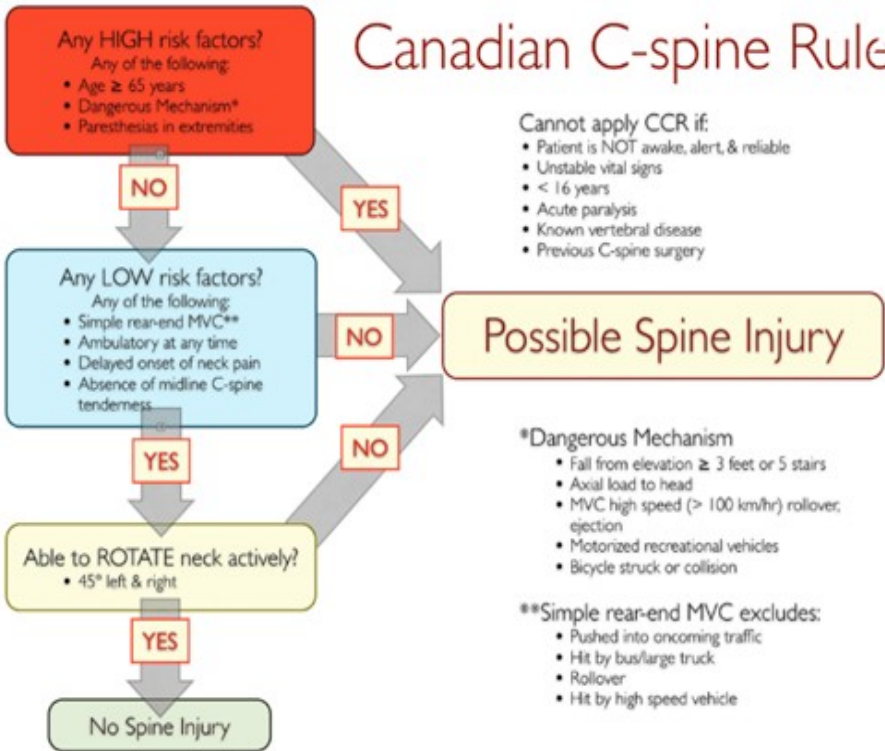 Canadian C-spine Rule
Any HIGH risk factors?
Any of the following:
• Age ≥ 65 years
• Dangerous Mechanism*
• Paresthesias in extremities
NO
YES
Any LOW risk factors?
Any of the following:
• Simple rear-end MVC**
• Ambulatory at any time
• Delayed onset of neck pain
• Absence of midline C-spine
tenderness
NO
YES
NO
Able to ROTATE neck actively?
• 45° left & right
YES
No Spine Injury
Cannot apply CCR if:
• Patient is NOT awake, alert, & reliable
• Unstable vital signs
• < 16 years
• Acute paralysis
• Known vertebral disease
• Previous C-spine surgery
Possible Spine Injury
*Dangerous Mechanism
• Fall from elevation ≥ 3 feet or 5 stairs
• Axial load to head
• MVC high speed (> 100 km/hr) rollover,
ejection
• Motorized recreational vehicles
• Bicycle struck or collision
**Simple rear-end MVC excludes:
• Pushed into oncoming traffic
• Hit by bus/large truck
• Rollover
• Hit by high speed vehicle